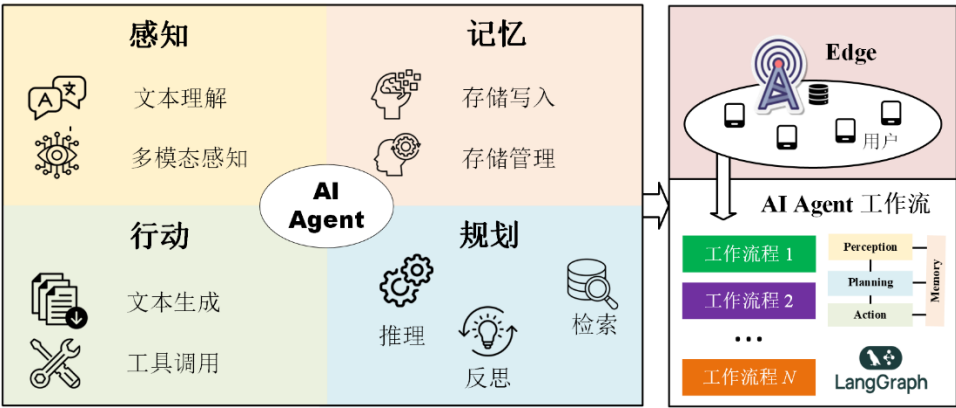 感知
文本理解
多模态感知
记忆
存储写入
存储管理
AI
Agent
行动
文本生成
工具调用
规划
推理
反思
检索
Edge
用户
AI Agent 工作流
工作流程 1
工作流程 2
...
工作流程 N
Perception
Planning
Action
Memory
LangGraph